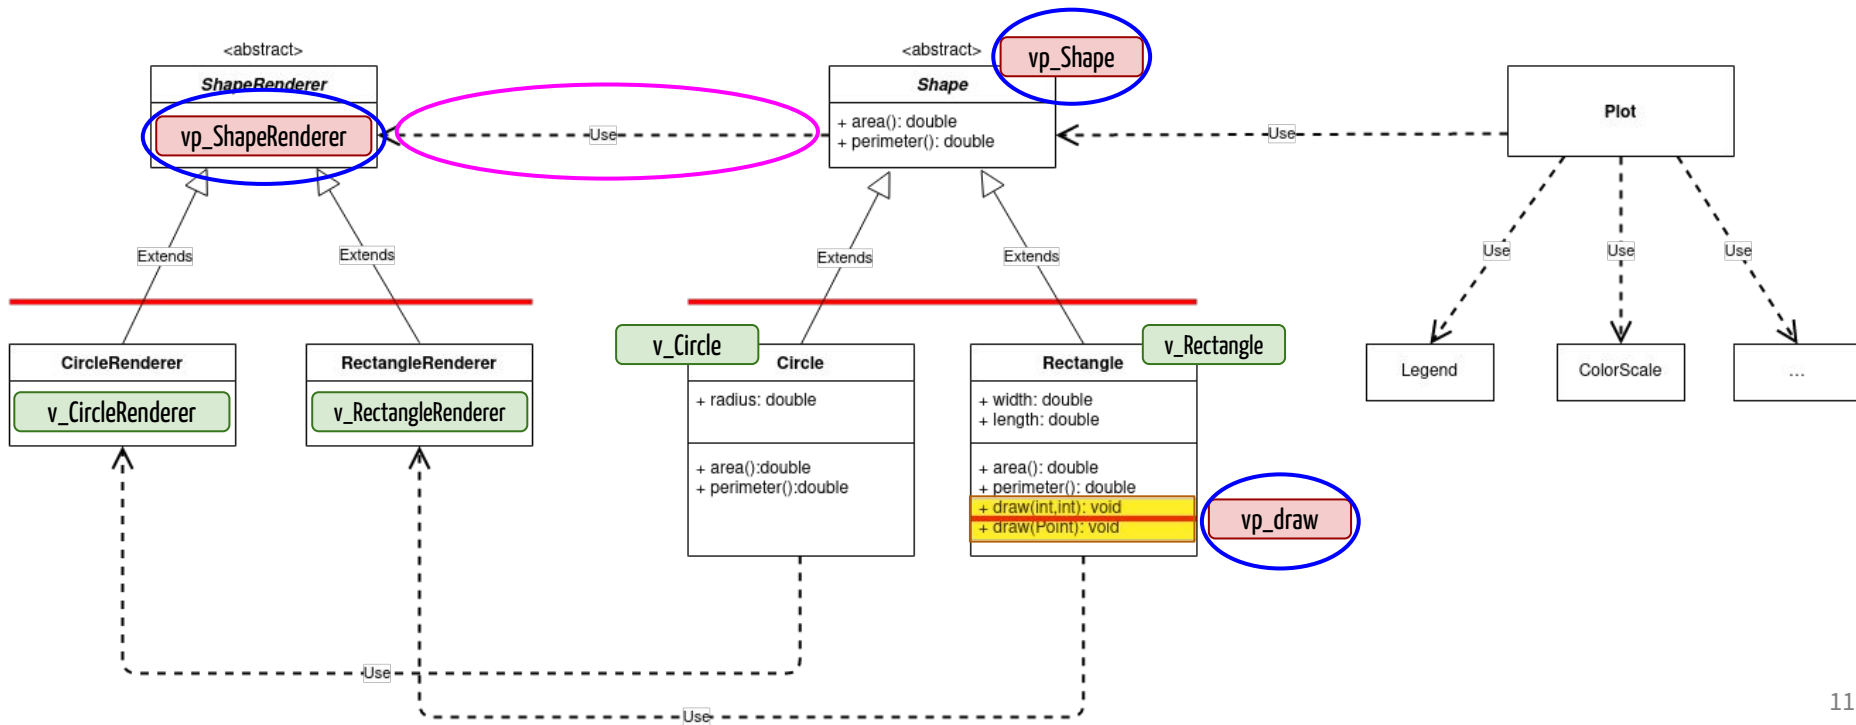 <abstract>
ShapeRenderer
vp_ShapeRenderer
Use
<abstract>
vp_Shape
Shape
+ area(): double
+ perimeter(): double
Use
Plot
Extends
Extends
Extends
Extends
Use
Use
Use
CircleRenderer
v_CircleRenderer
RectangleRenderer
v_RectangleRenderer
v_Circle
Circle
+ radius: double
+ area():double
+ perimeter():double
v_Rectangle
Rectangle
+ width: double
+ length: double
+ area(): double
+ perimeter(): double
+ draw(int,int): void
+ draw(Point): void
vp_draw
Legend
ColorScale
...
Use
Use
11